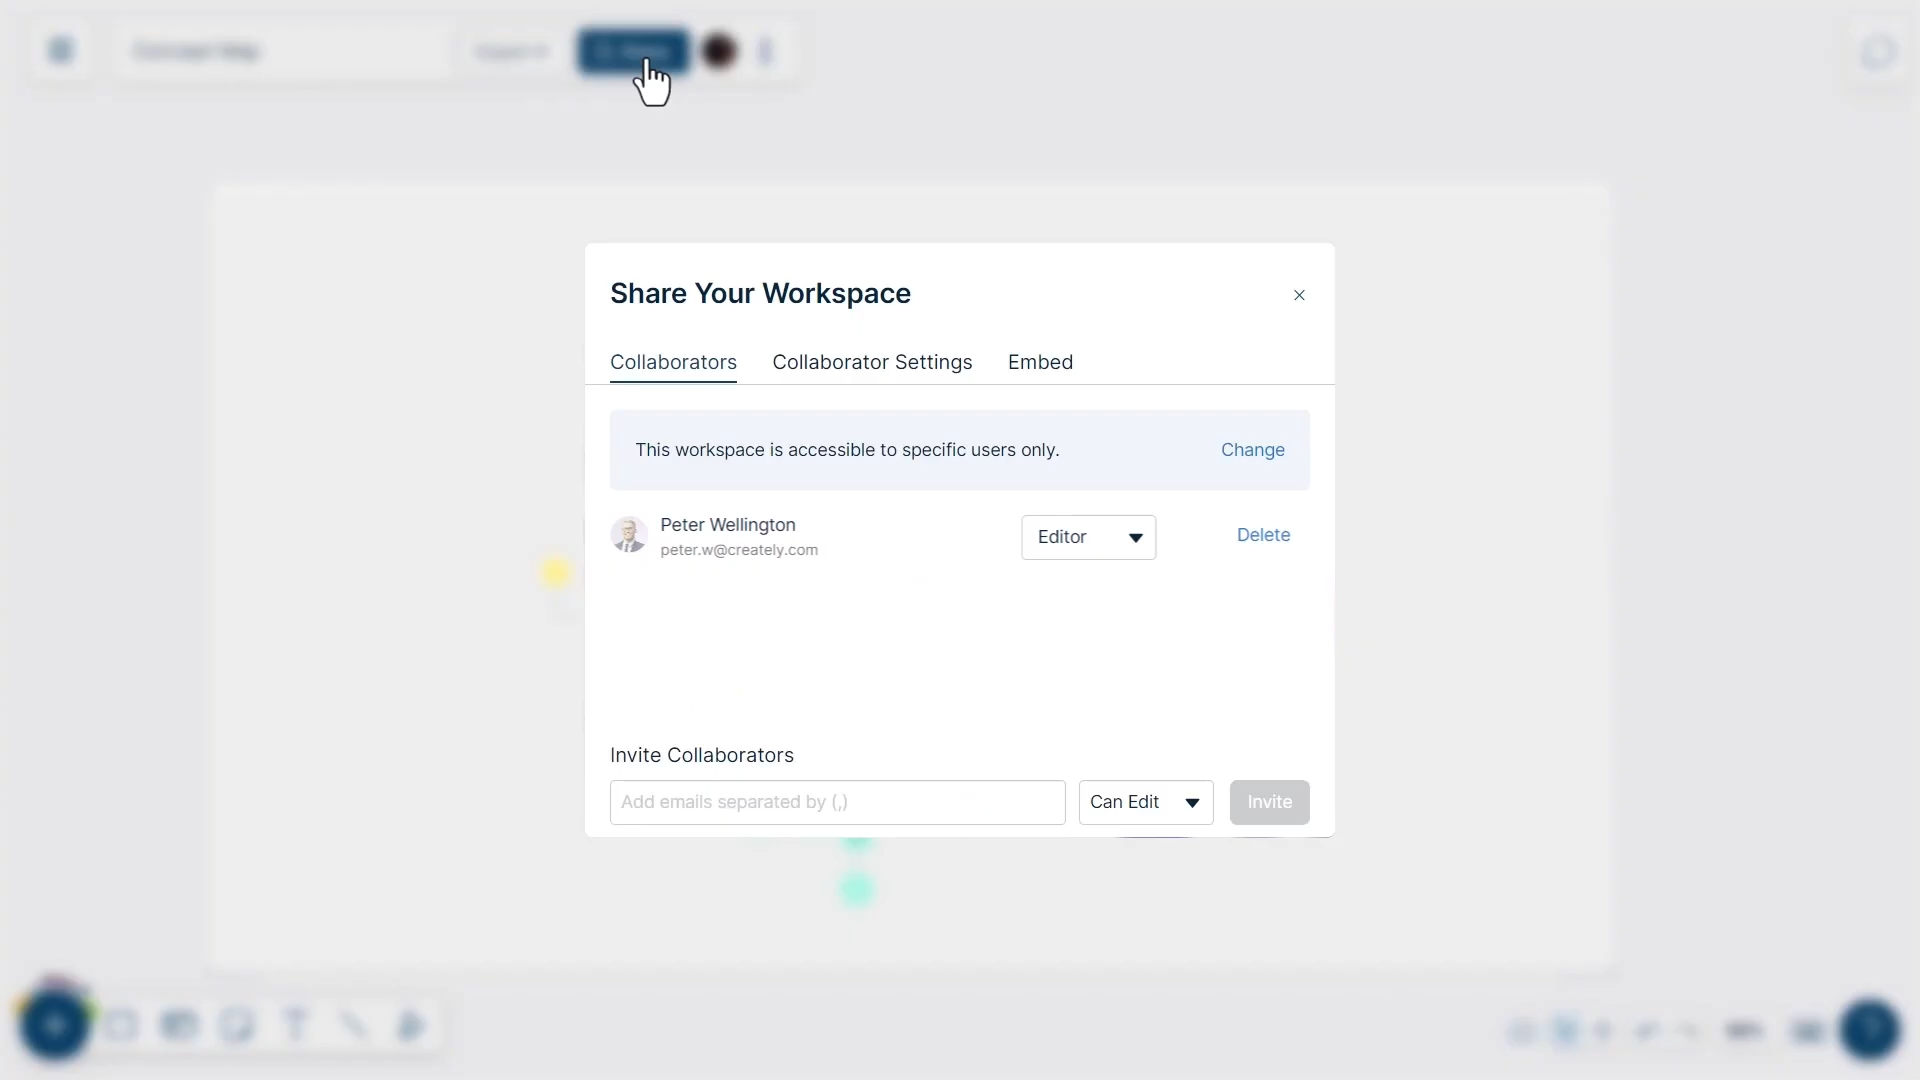 Share Your Workspace
Collaborators Collaborator Settings Embed
This workspace is accessible to specific users only. Change
Peter Wellington
peter.w@creately.com
Editor
Delete
Invite Collaborators
Add emails separated by (,) Can Edit Invite